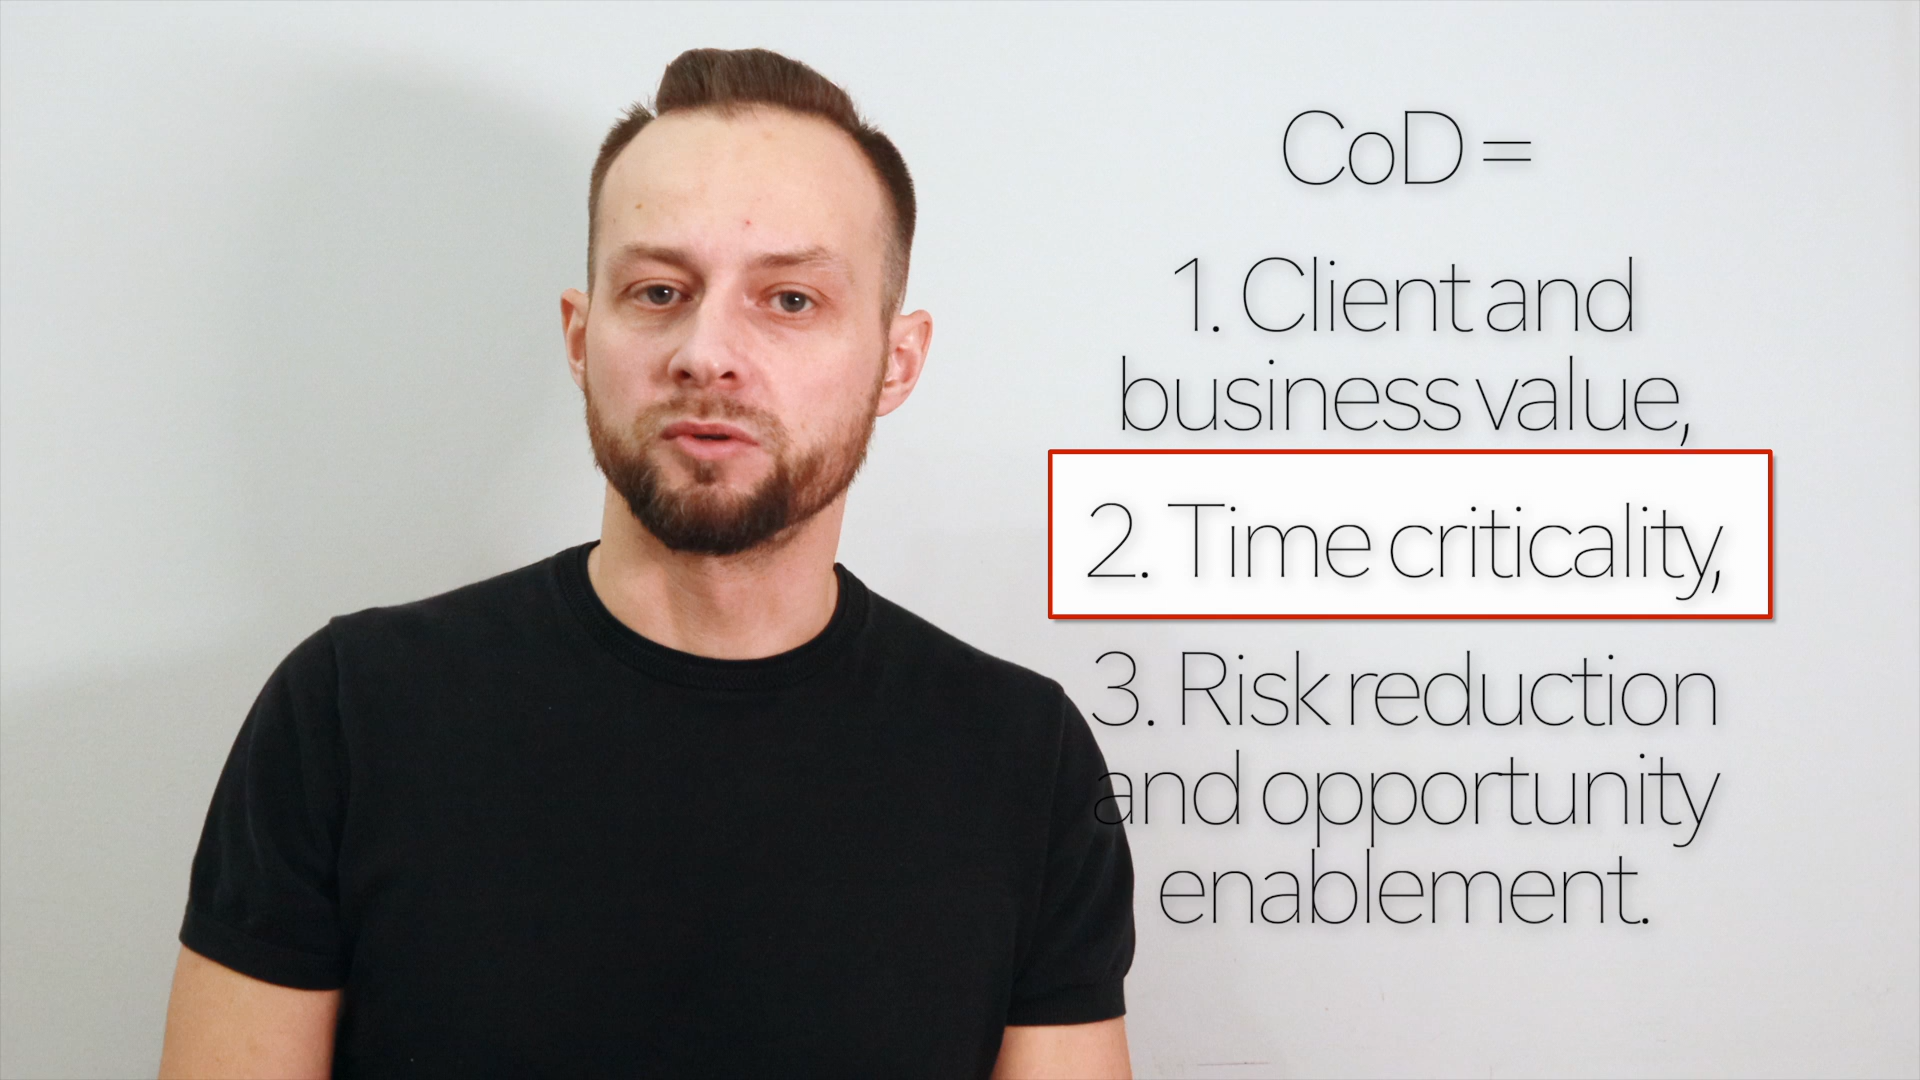 CoD =
1. Client and
business value,
2. Time criticality,
3. Risk reduction
and opportunity
enablement.